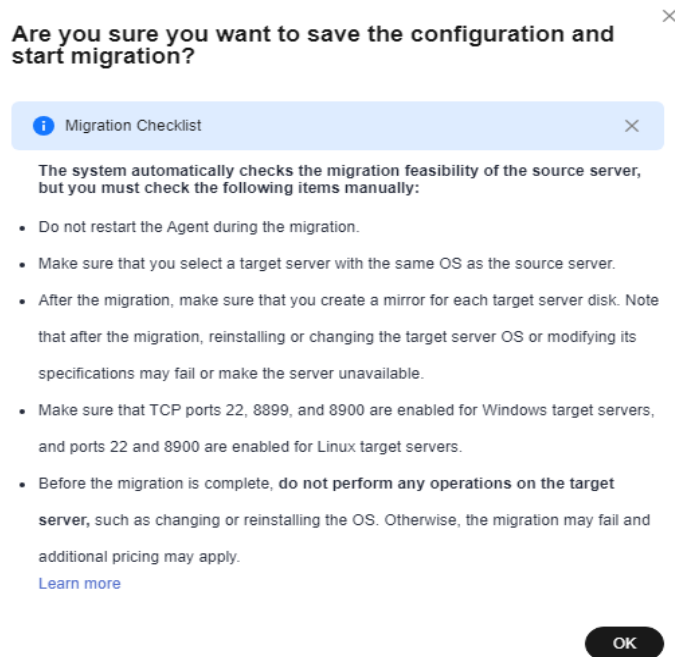 Are you sure you want to save the configuration and
start migration?
Migration Checklist
The system automatically checks the migration feasibility of the source server,
but you must check the following items manually:
• Do not restart the Agent during the migration.
• Make sure that you select a target server with the same OS as the source server.
• After the migration, make sure that you create a mirror for each target server disk. Note
that after the migration, reinstalling or changing the target server OS or modifying its
specifications may fail or make the server unavailable.
• Make sure that TCP ports 22, 8899, and 8900 are enabled for Windows target servers,
and ports 22 and 8900 are enabled for Linux target servers.
• Before the migration is complete, do not perform any operations on the target
server, such as changing or reinstalling the OS. Otherwise, the migration may fail and
additional pricing may apply.
Learn more
OK